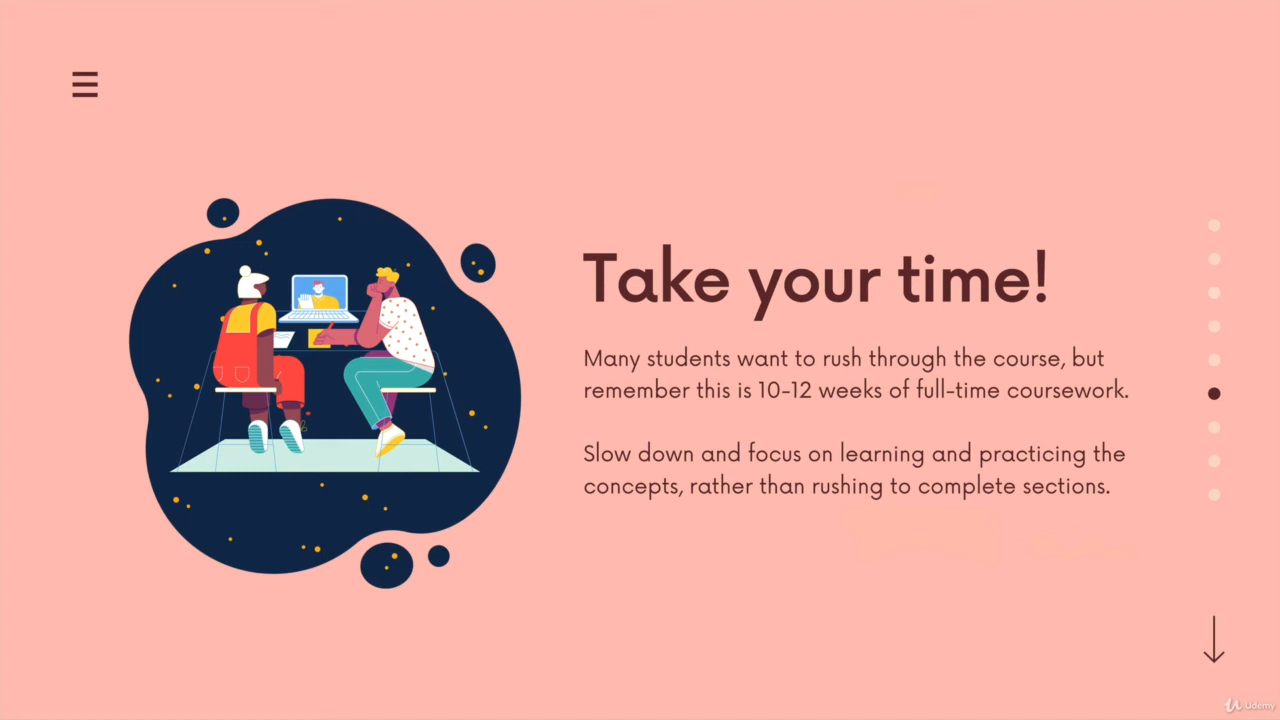 Take your time!
Many students want to rush through the course, but
remember this is 10-12 weeks of full-time coursework.
Slow down and focus on learning and practicing the
concepts, rather than rushing to complete sections.
Udemy